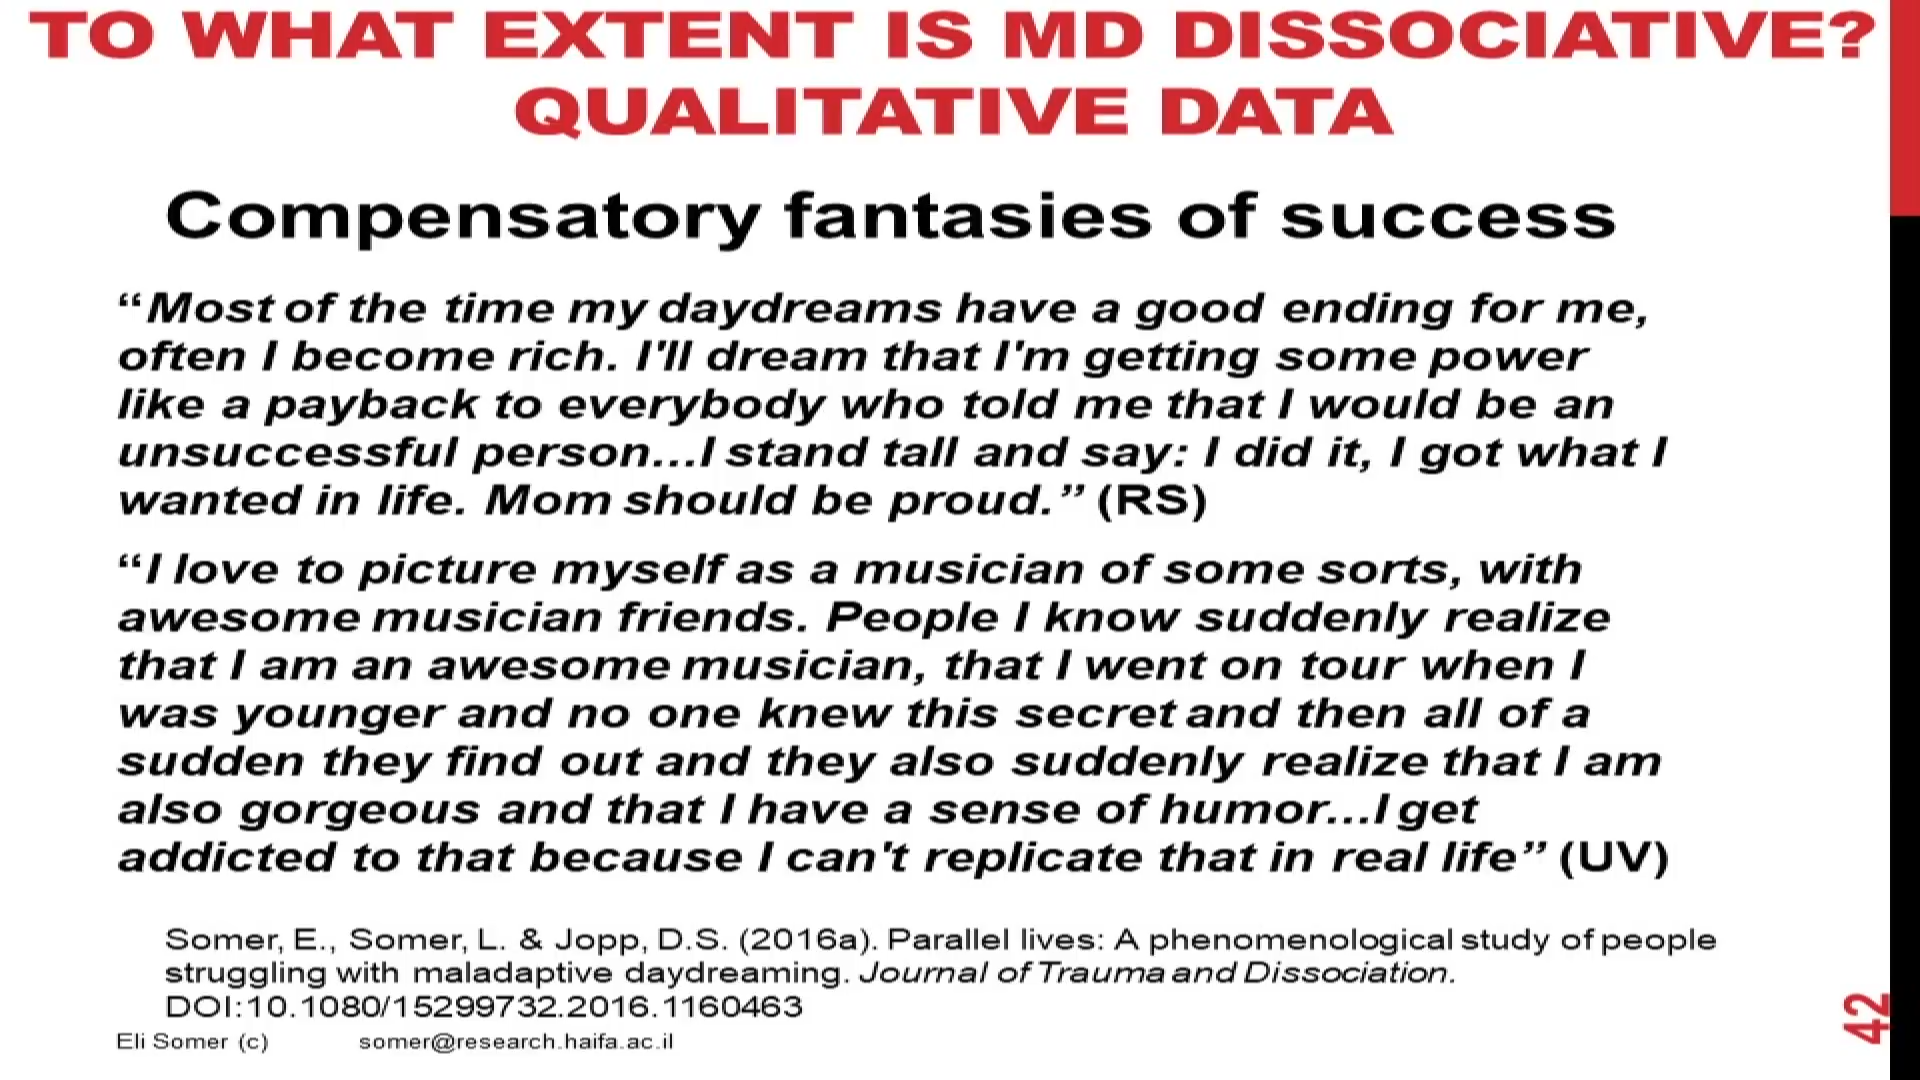 TO WHAT EXTENT IS MD DISSOCIATIVE?
QUALITATIVE DATA
Compensatory fantasies of success
“Most of the time my daydreams have a good ending for me,
often I become rich. I'll dream that I'm getting some power
like a payback to everybody who told me that I would be an
unsuccessful person...I stand tall and say: I did it, I got what I
wanted in life. Mom should be proud.” (RS)
“I love to picture myself as a musician of some sorts, with
awesome musician friends. People I know suddenly realize
that I am an awesome musician, that I went on tour when I
was younger and no one knew this secret and then all of a
sudden they find out and they also suddenly realize that I am
also gorgeous and that I have a sense of humor...I get
addicted to that because I can't replicate that in real life” (UV)
Somer, E., Somer, L. & Jopp, D.S. (2016a). Parallel lives: A phenomenological study of people
struggling with maladaptive daydreaming. Journal of Trauma and Dissociation.
DOI:10.1080/15299732.2016.1160463
Eli Somer (c) somer@research.haifa.ac.il
42